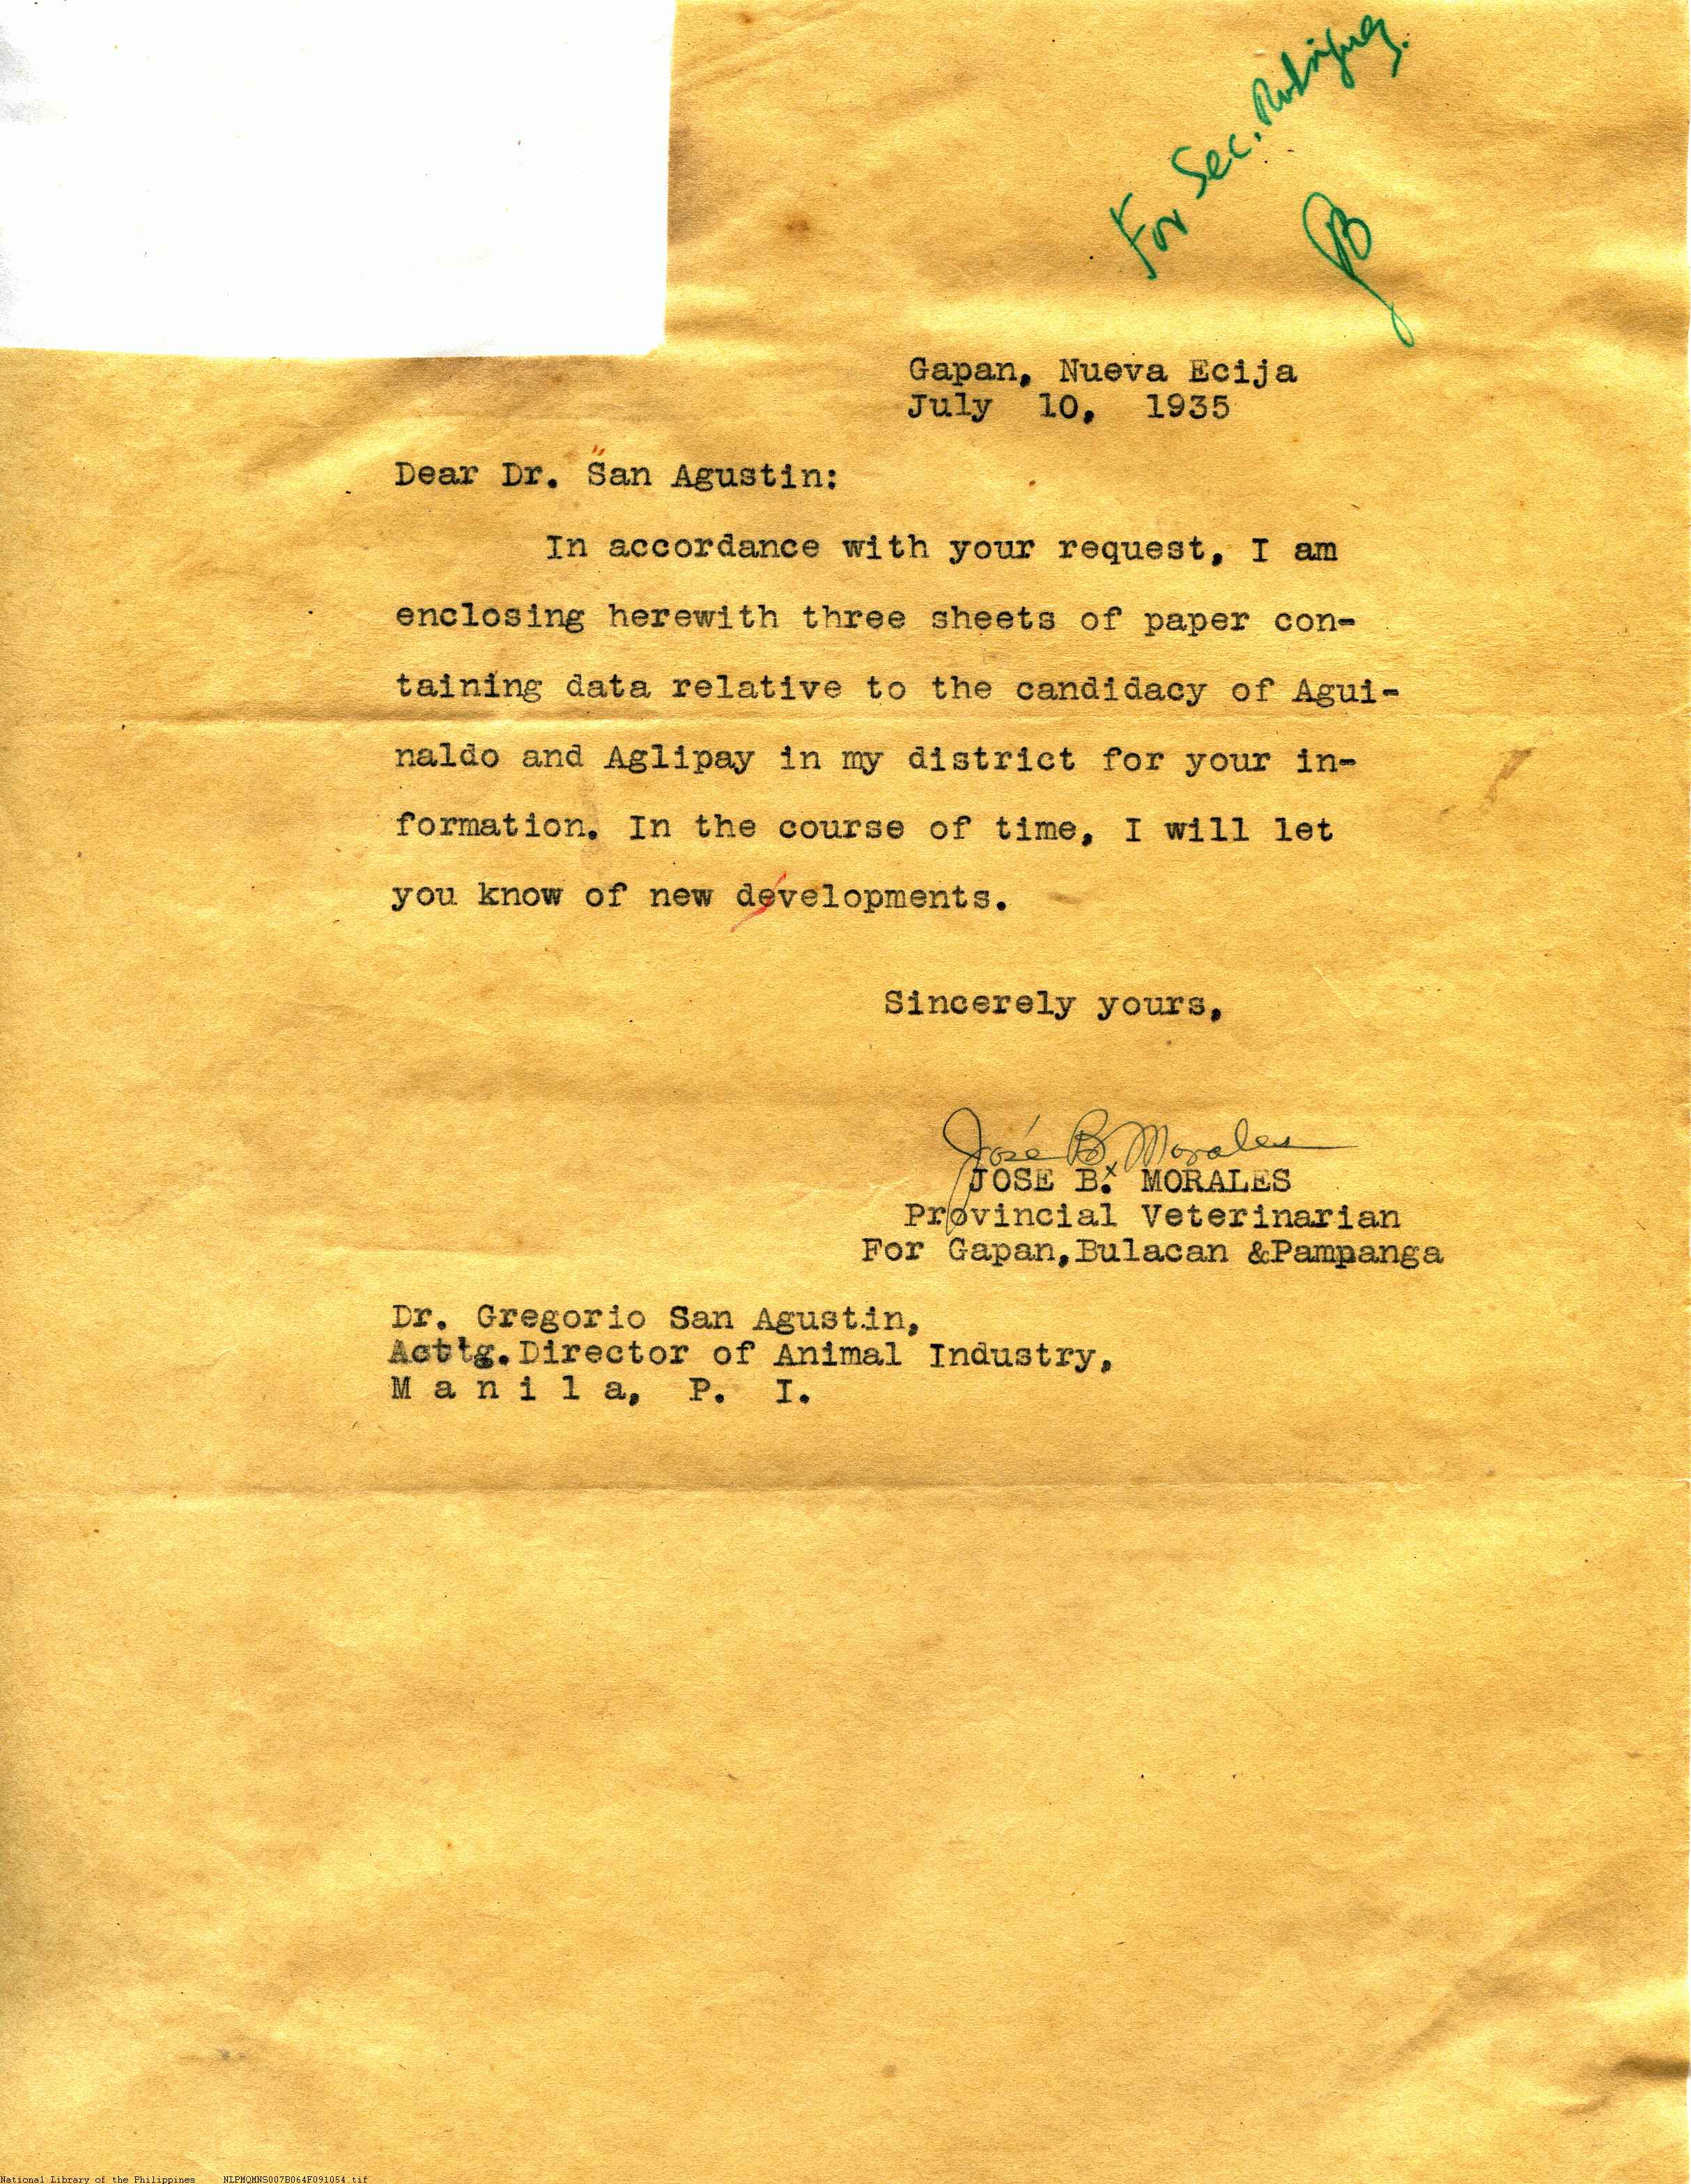 For Sec. Rodriguez.
Gapan, Nueva Ecija
July 10, 1935
Dear Dr. San Agustin:
In accordance with your request, I am
enclosing herewith three sheets of paper con-
taining data relative to the candidacy of Agui-
naldo and Aglipay in my district for your in-
formation. In the course of time, I will let
you know of new developments.
Sincerely yours,
José B. Morales
JOSE B. MORALES
Provincial Veterinarian
For Gapan,Bulacan &Pampanga
Dr. Gregorio San Agustin,
Acttg.Director of Animal Industry,
M a n i l a, P. I.
National Library of the Philippines NLPMQMNS007B064F091054.tif